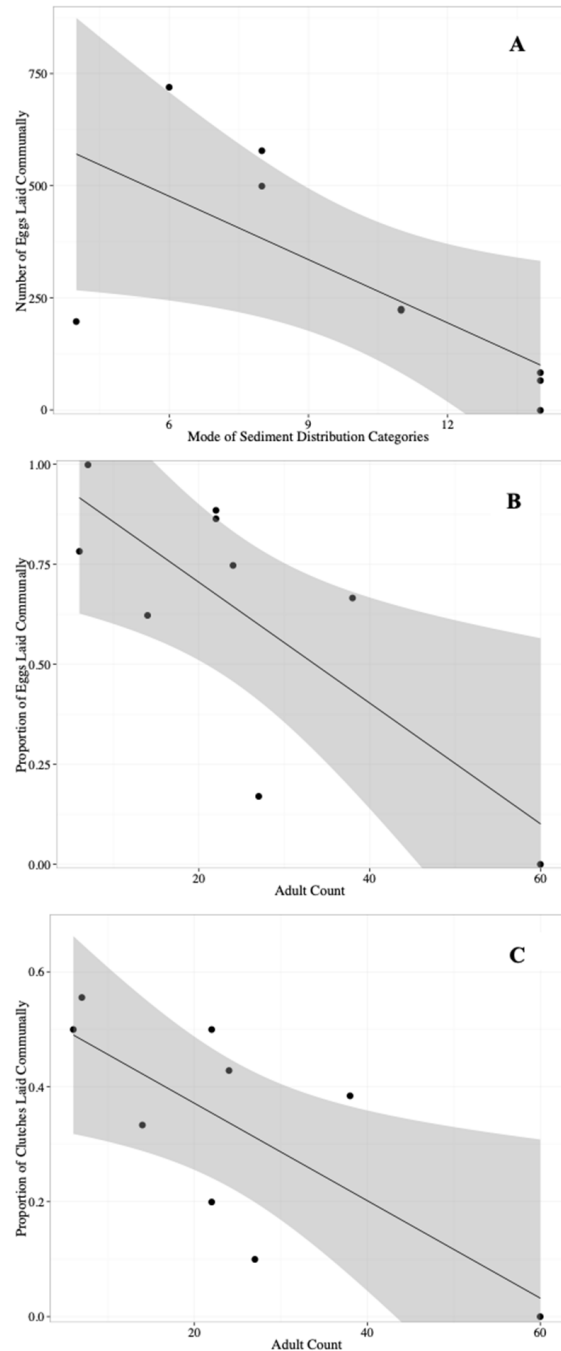 A
Number of Eggs Laid Communally
750
500
250
0
6
9
12
Mode of Sediment Distribution Categories
B
Proportion of Eggs Laid Communally
1.00
0.75
0.50
0.25
0.00
20
40
60
Adult Count
C
Proportion of Clutches Laid Communally
0.6
0.4
0.2
0.0
20
40
60
Adult Count